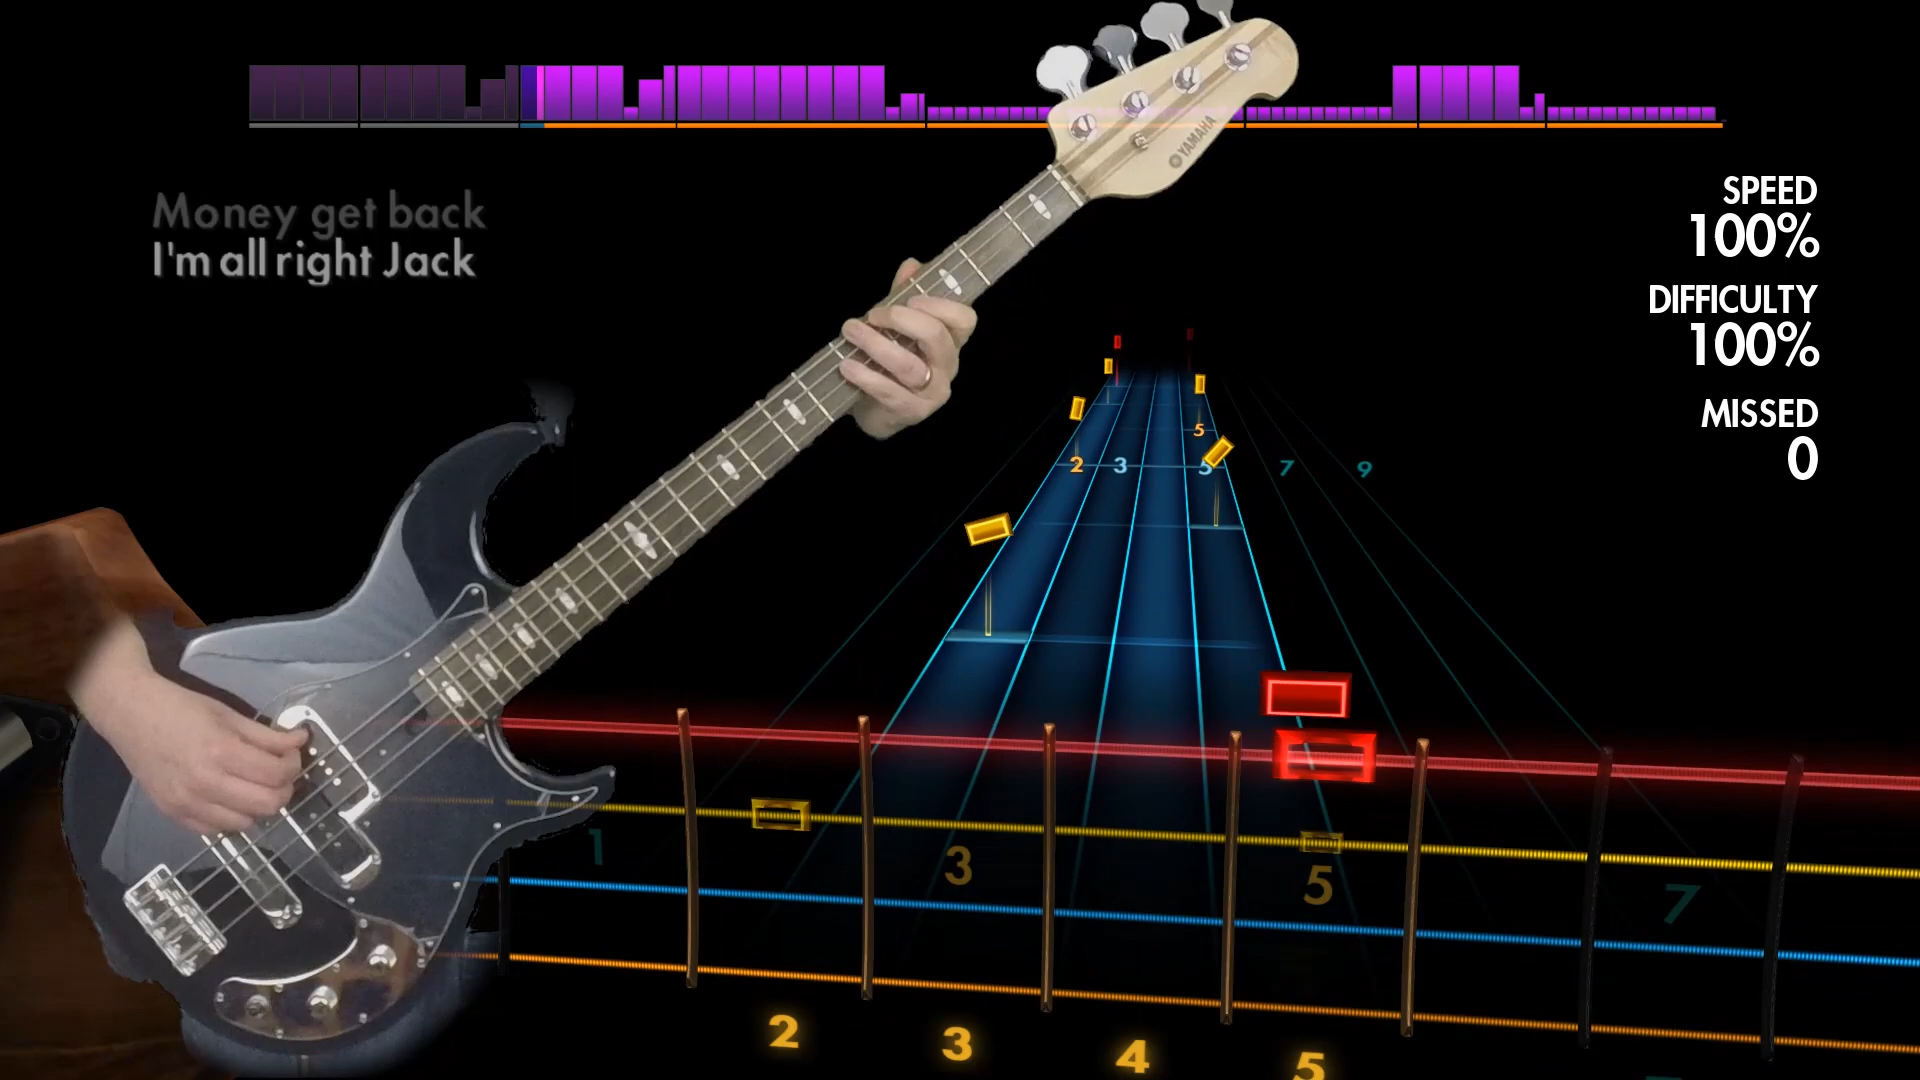 YAMAHA
Money get back
I'm all right Jack
SPEED
100%
DIFFICULTY
100%
MISSED
0
5
2 3 5 7 9
1 3 5 7
2 3 4 5